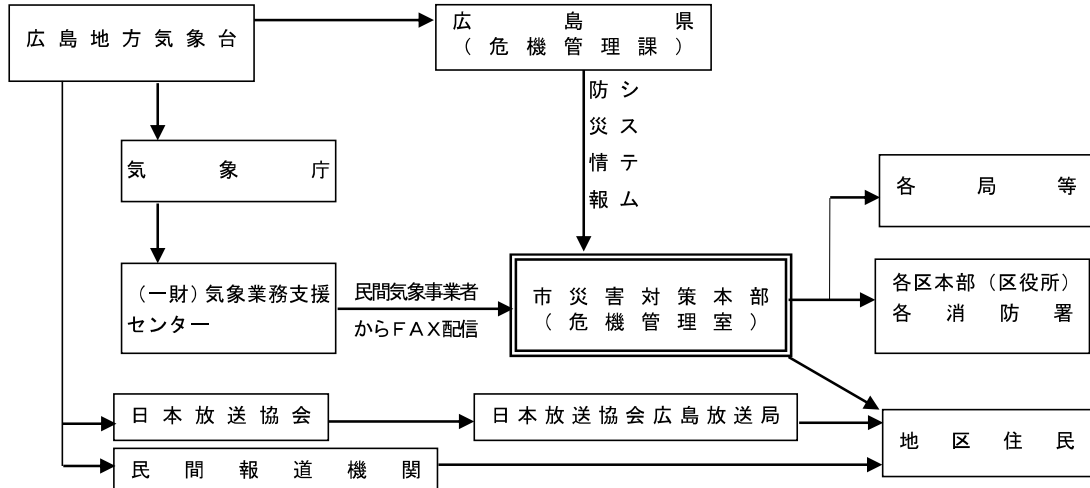 広島地方気象台
広島県
(危機管理課)
防災情報
システム
気象庁
各局等
(一財)気象業務支援
センター
民間気象事業者
からFAX配信
市災害対策本部
(危機管理室)
各区本部(区役所)
各消防署
日本放送協会
日本放送協会広島放送局
地区住民
民間報道機関